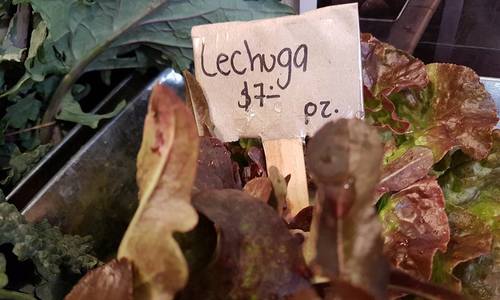 Lechuga
$7.-
oz.